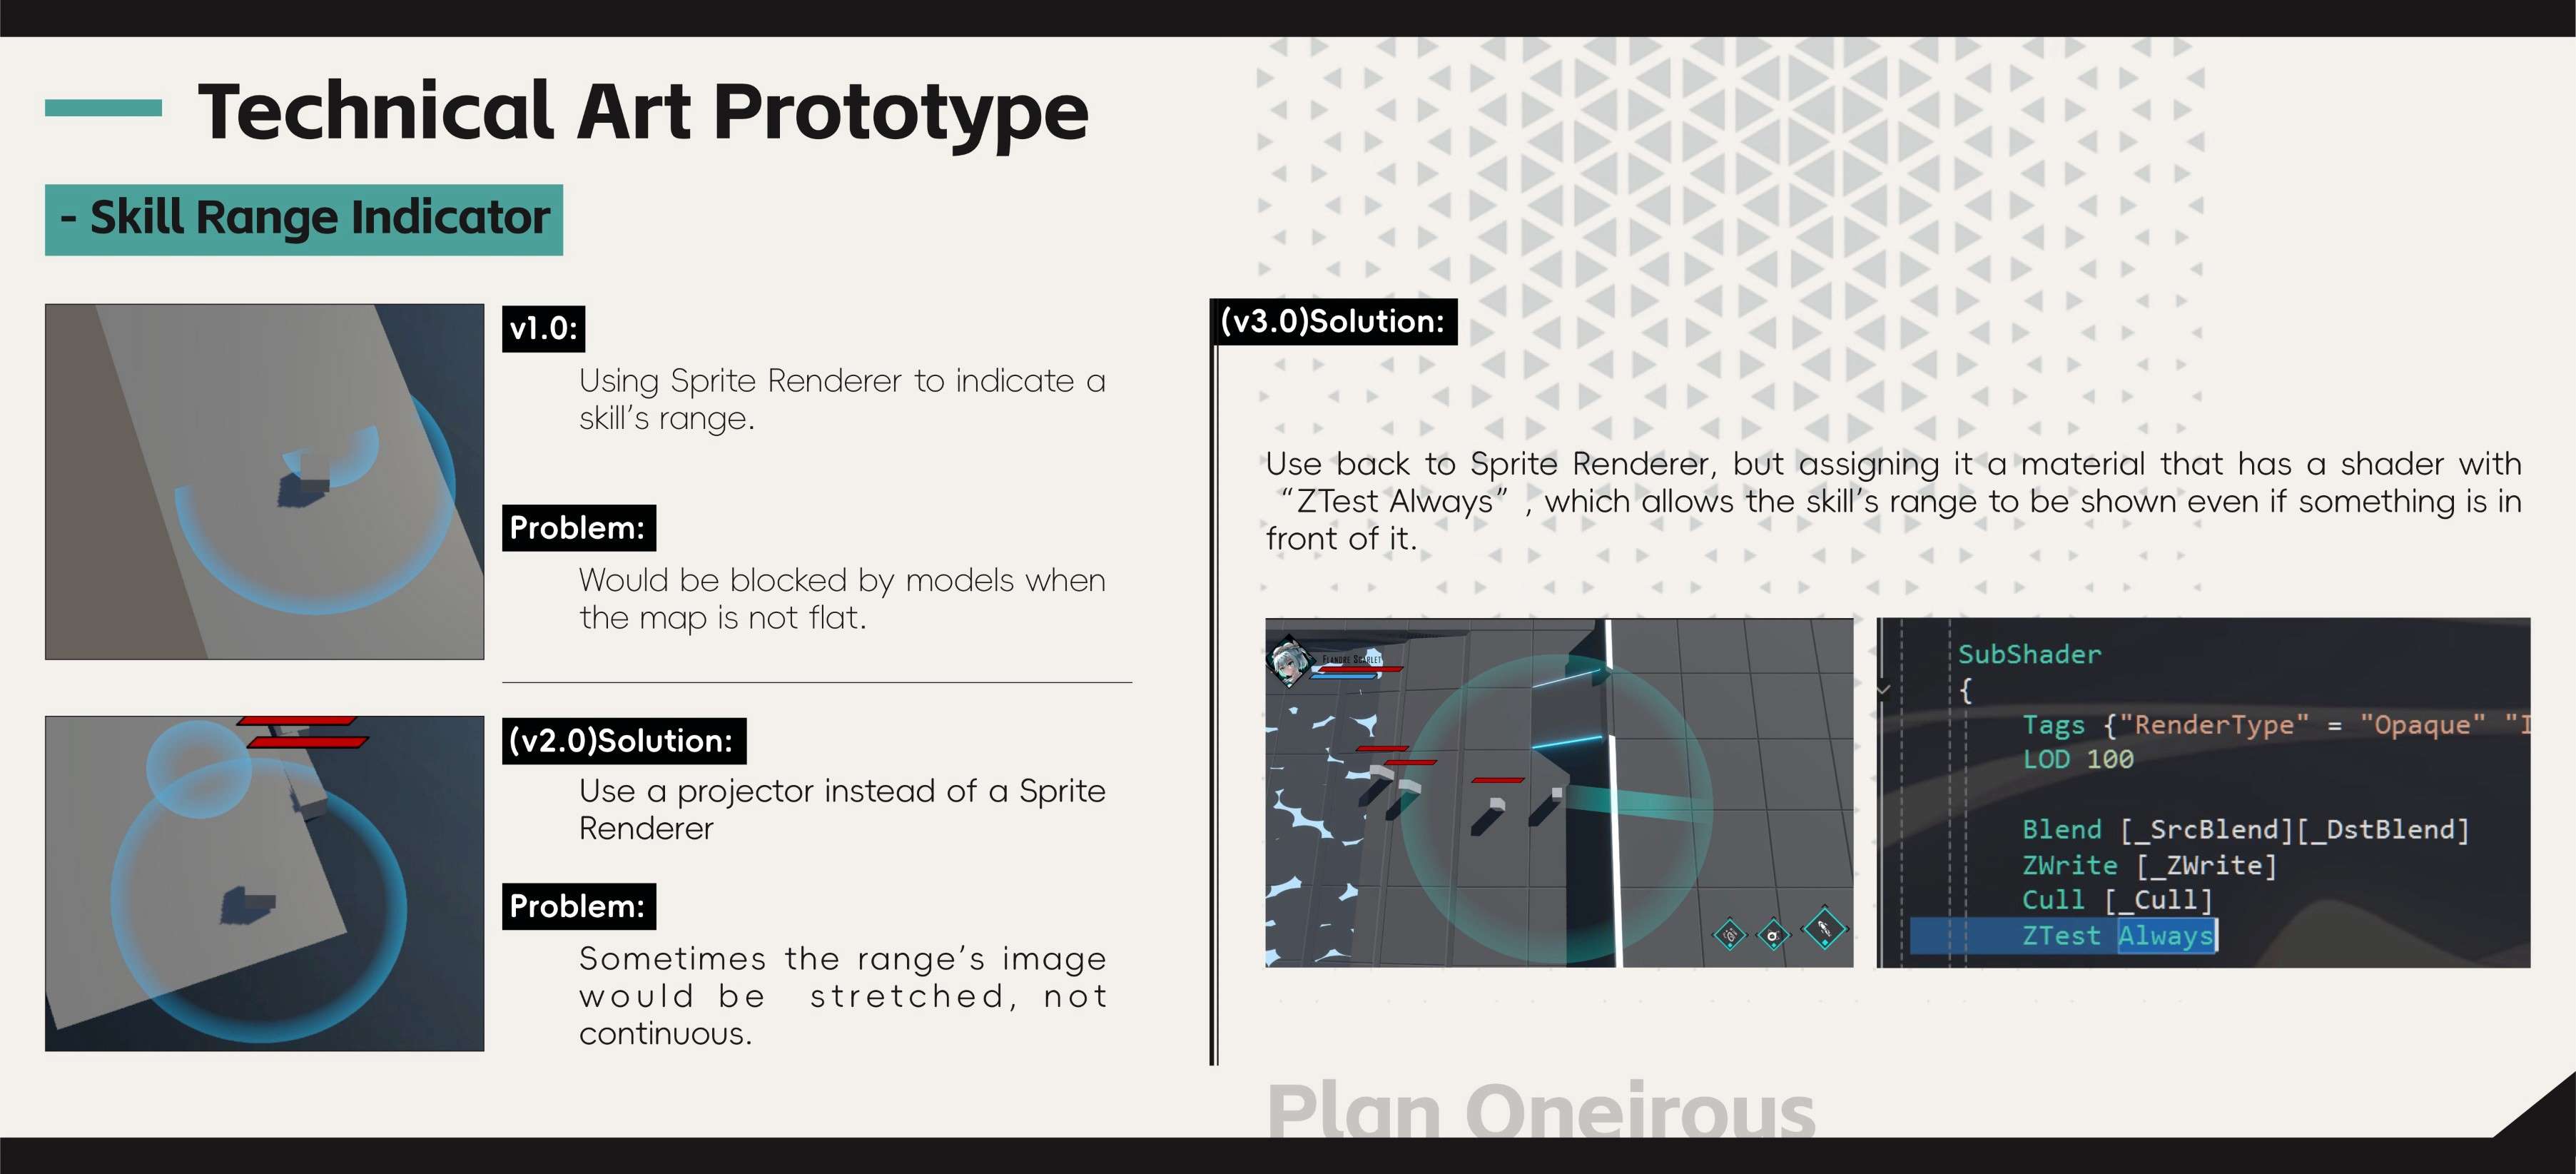 Technical Art Prototype
- Skill Range Indicator
v1.0:
Using Sprite Renderer to indicate a
skill's range.
Problem:
Would be blocked by models when
the map is not flat.
(v2.0)Solution:
Use a projector instead of a Sprite
Renderer
Problem:
Sometimes the range's image
would be stretched, not
continuous.
(v3.0)Solution:
Use back to Sprite Renderer, but assigning it a material that has a shader with
“ZTest Always” , which allows the skill's range to be shown even if something is in
front of it.
Flandre Scarlet
SubShader
{
Tags {"RenderType" = "Opaque" "I
LOD 100
Blend [_SrcBlend][_DstBlend]
ZWrite [_ZWrite]
Cull [_Cull]
ZTest Always
Plan Oneirous